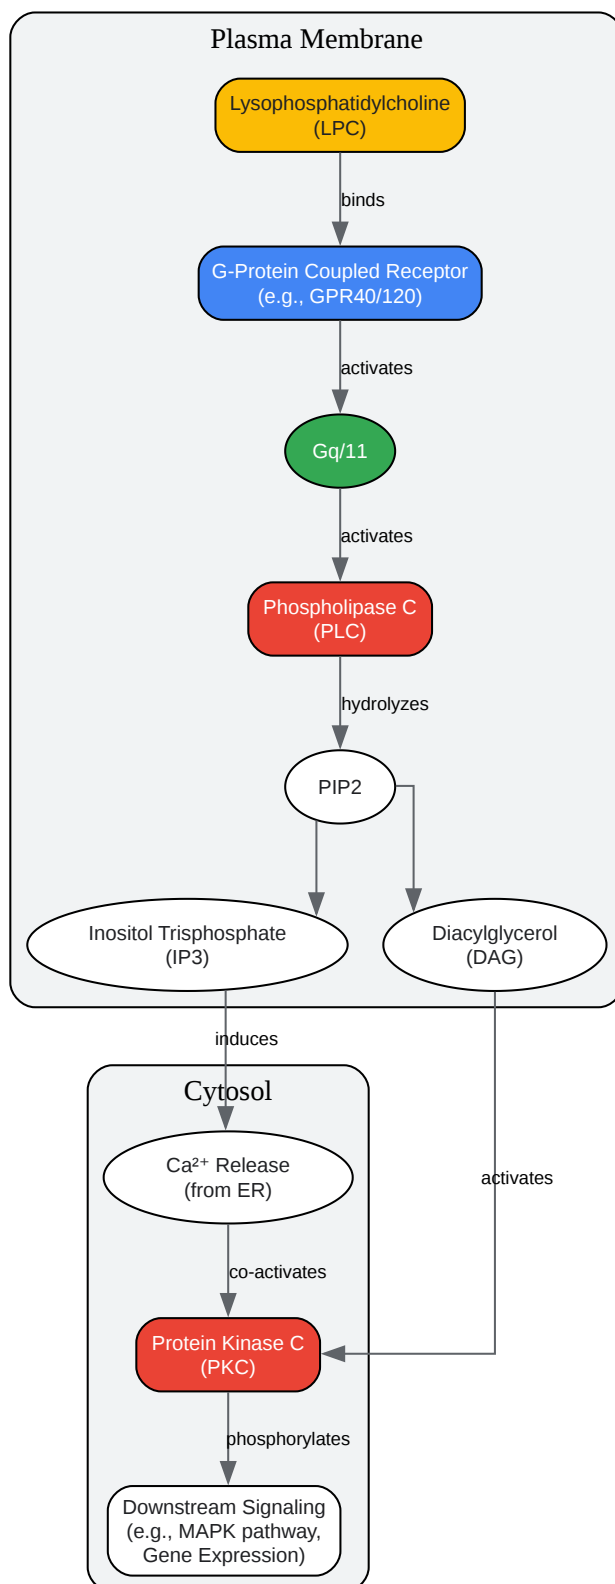 Plasma Membrane
Lysophosphatidylcholine
(LPC)
binds
G-Protein Coupled Receptor
(e.g., GPR40/120)
activates
Gq/11
activates
Phospholipase C
(PLC)
hydrolyzes
PIP2
Inositol Trisphosphate
(IP3)
Diacylglycerol
(DAG)
induces
Cytosol
Ca²⁺ Release
(from ER)
activates
co-activates
Protein Kinase C
(PKC)
phosphorylates
Downstream Signaling
(e.g., MAPK pathway,
Gene Expression)